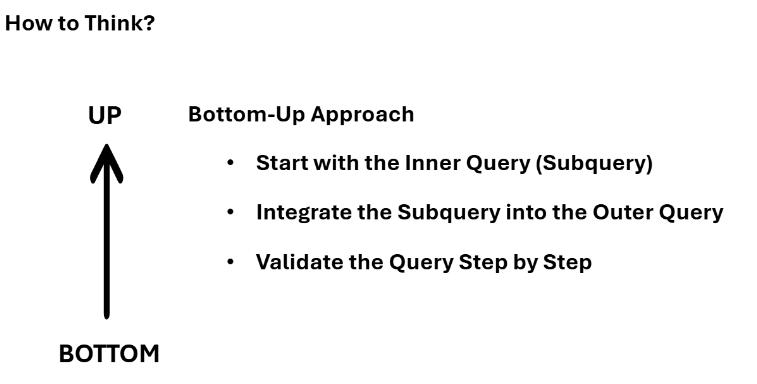 How to Think?
UP
Bottom-Up Approach
• Start with the Inner Query (Subquery)
• Integrate the Subquery into the Outer Query
• Validate the Query Step by Step
BOTTOM